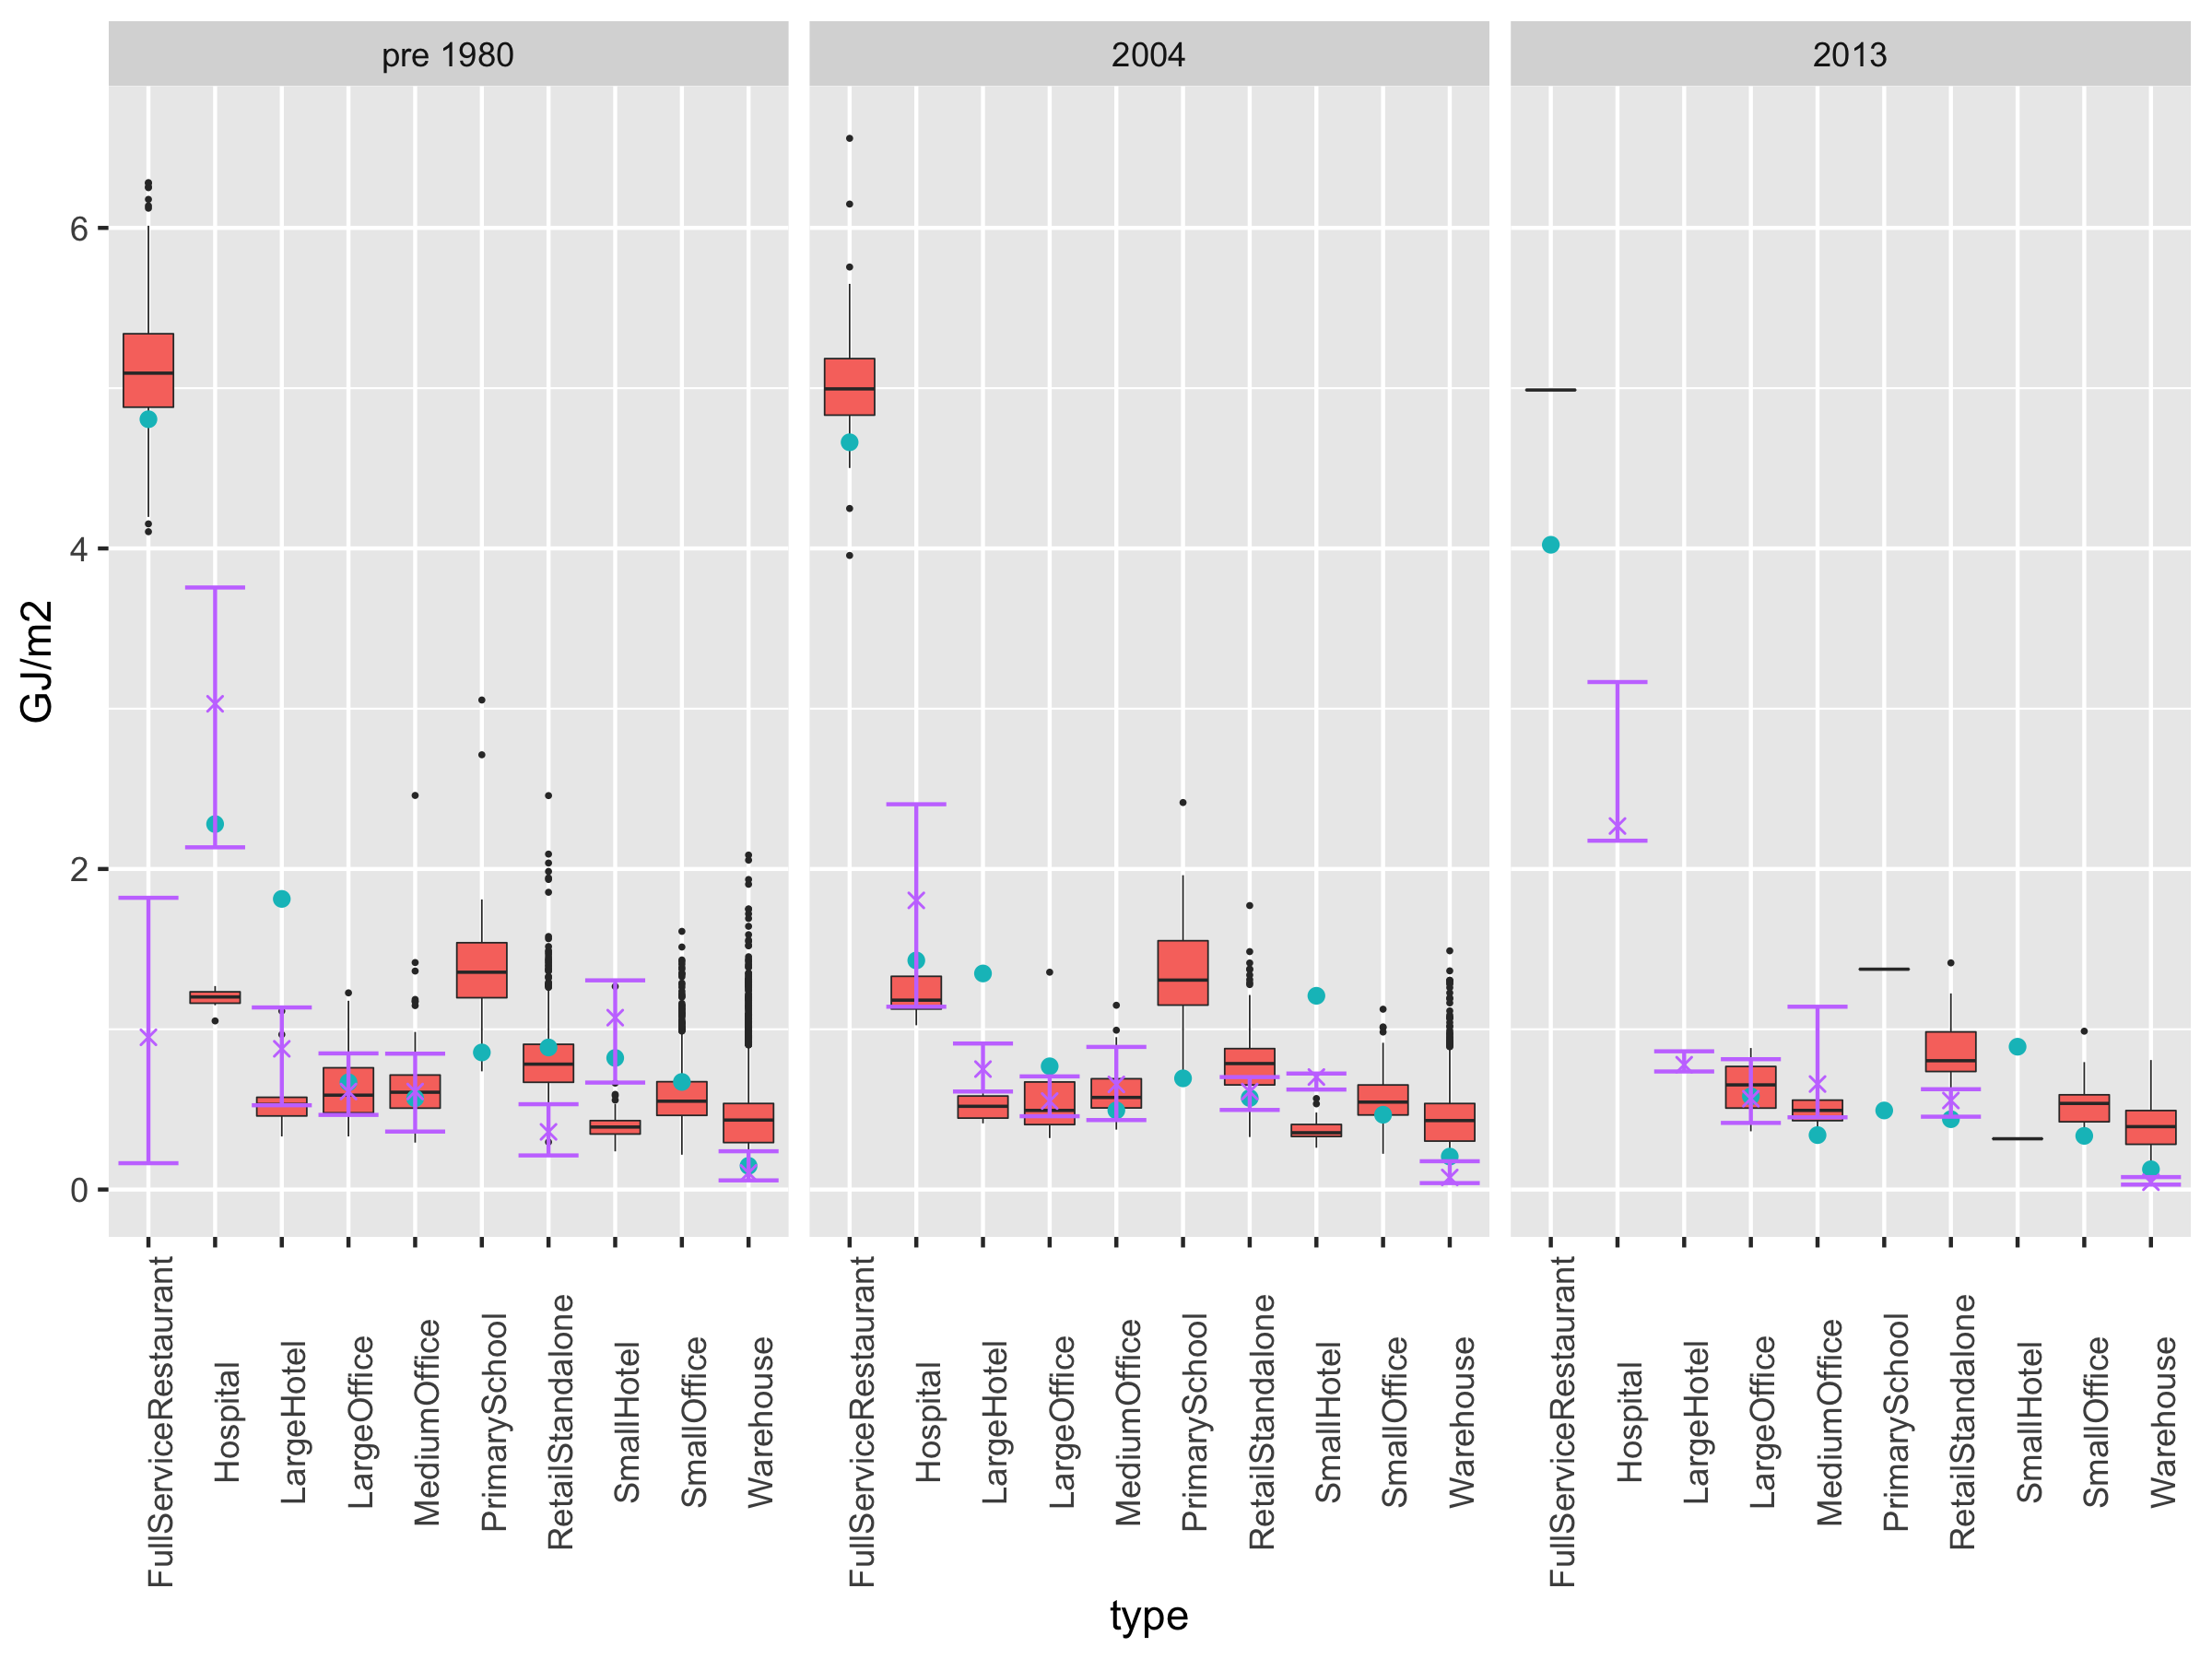 pre 1980
2004
2013
GJ/m2
6
4
2
0
FullServiceRestaurant
Hospital
LargeHotel
LargeOffice
MediumOffice
PrimarySchool
RetailStandalone
SmallHotel
SmallOffice
Warehouse
FullServiceRestaurant
Hospital
LargeHotel
LargeOffice
MediumOffice
PrimarySchool
RetailStandalone
SmallHotel
SmallOffice
Warehouse
FullServiceRestaurant
Hospital
LargeHotel
LargeOffice
MediumOffice
PrimarySchool
RetailStandalone
SmallHotel
SmallOffice
Warehouse
type